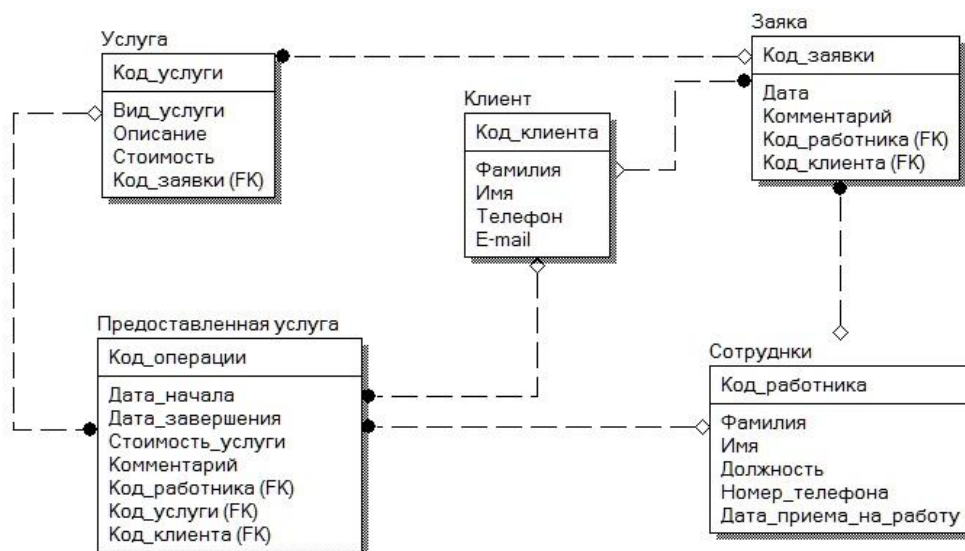 Услуга
Код_услуги
Вид_услуги
Описание
Стоимость
Код_заявки (FK)
Клиент
Код_клиента
Фамилия
Имя
Телефон
E-mail
Заяка
Код_заявки
Дата
Комментарий
Код_работника (FK)
Код_клиента (FK)
Предоставленная услуга
Код_операции
Дата_начала
Дата_завершения
Стоимость_услуги
Комментарий
Код_работника (FK)
Код_услуги (FK)
Код_клиента (FK)
Сотруднки
Код_работника
Фамилия
Имя
Должность
Номер_телефона
Дата_приема_на_работу